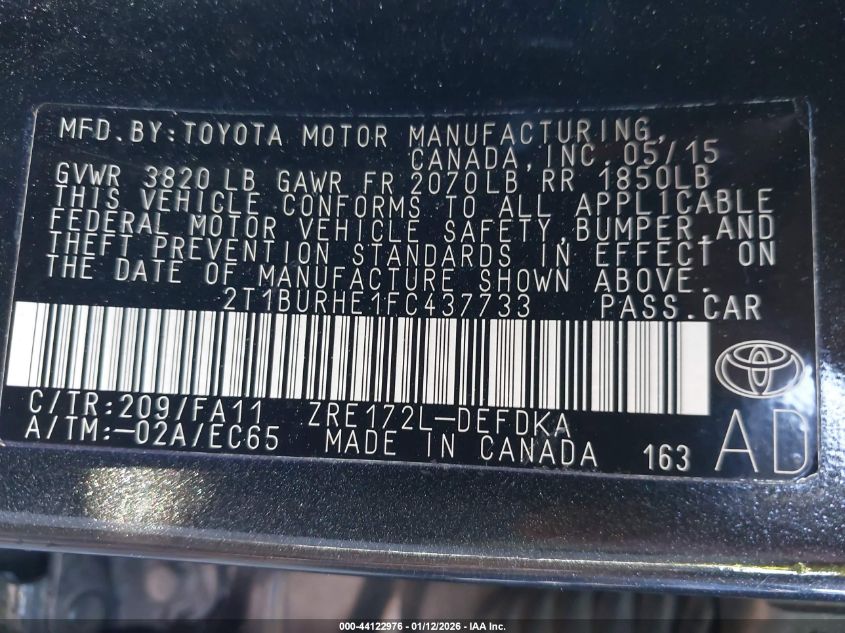 MFD.BY:TOYOTA MOTOR MANUFACTURING,
CANADA,INC.05/15
GVWR 3820 LB GAWR FR 2070LB RR 1850LB
THIS VEHICLE CONFORMS TO ALL APPLICABLE
FEDERAL MOTOR VEHICLE SAFETY,BUMPER,AND
THEFT PREVENTION STANDARDS IN EFFECT ON
THE DATE OF MANUFACTURE SHOWN ABOVE.
2T1BURHE1FC437733 PASS.CAR
C/TR:209/FA11 ZRE172L-DEFDKA
A/TM:-02A/EC65 MADE IN CANADA 163 AD
000-44122976 - 01/12/2026 - IAA Inc.